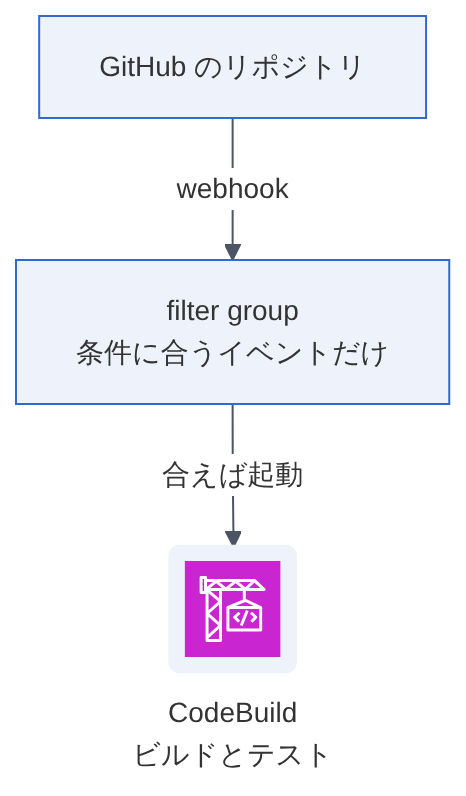 GitHub のリポジトリ
webhook
filter group
条件に合うイベントだけ
合えば起動
</>
CodeBuild
ビルドとテスト